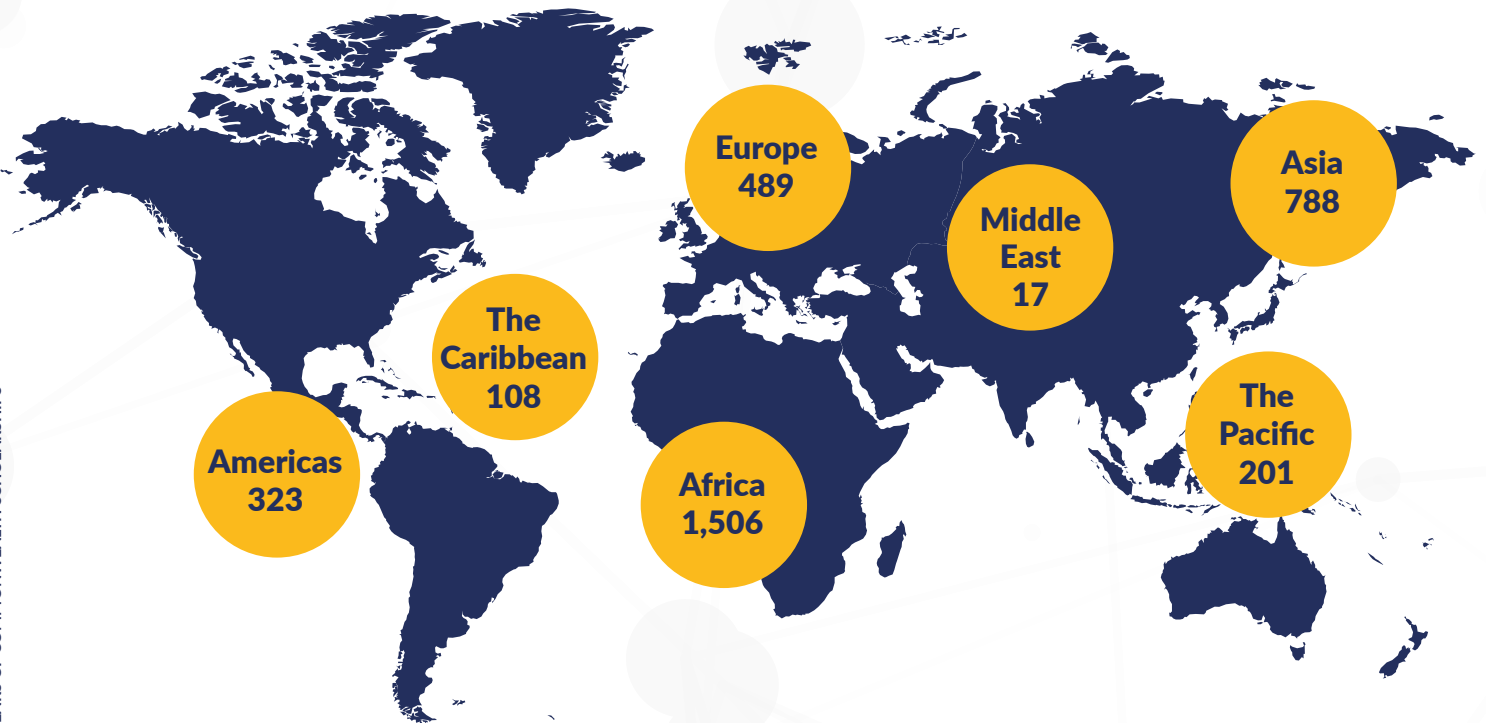 Europe
489
Asia
788
Middle
East
17
The
Caribbean
108
The
Pacific
201
Americas
323
Africa
1,506